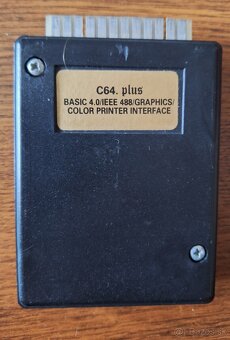 C64. plus
BASIC 4.0/IEEE 488/GRAPHICS/
COLOR PRINTER INTERFACE